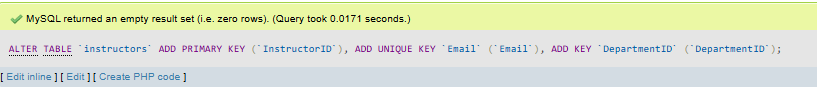 MySQL returned an empty result set (i.e. zero rows). (Query took 0.0171 seconds.)
ALTER TABLE `instructors` ADD PRIMARY KEY (`InstructorID`), ADD UNIQUE KEY `Email` (`Email`), ADD KEY `DepartmentID` (`DepartmentID`);
[ Edit inline ] [ Edit ] [ Create PHP code ]